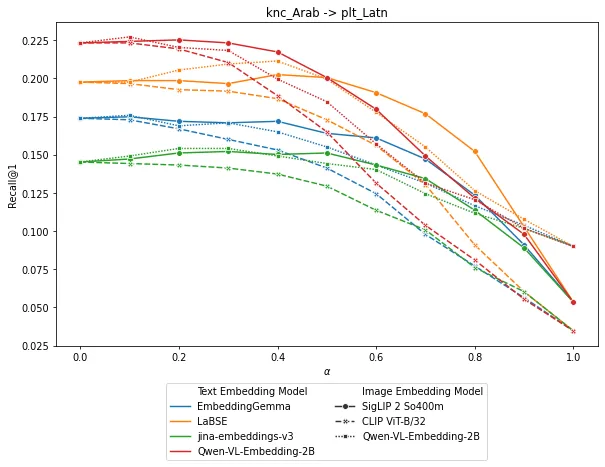 knc_Arab -> plt_Latn
Recall@1
0.225
0.200
0.175
0.150
0.125
0.100
0.075
0.050
0.025
0.0
0.2
0.4
0.6
0.8
1.0
α
Text Embedding Model
EmbeddingGemma
LaBSE
jina-embeddings-v3
Qwen-VL-Embedding-2B
Image Embedding Model
SigLIP 2 So400m
CLIP ViT-B/32
Qwen-VL-Embedding-2B